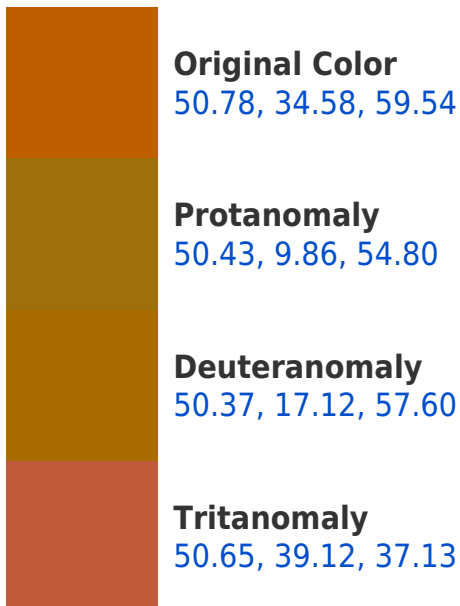 Original Color
50.78, 34.58, 59.54
Protanomaly
50.43, 9.86, 54.80
Deuteranomaly
50.37, 17.12, 57.60
Tritanomaly
50.65, 39.12, 37.13